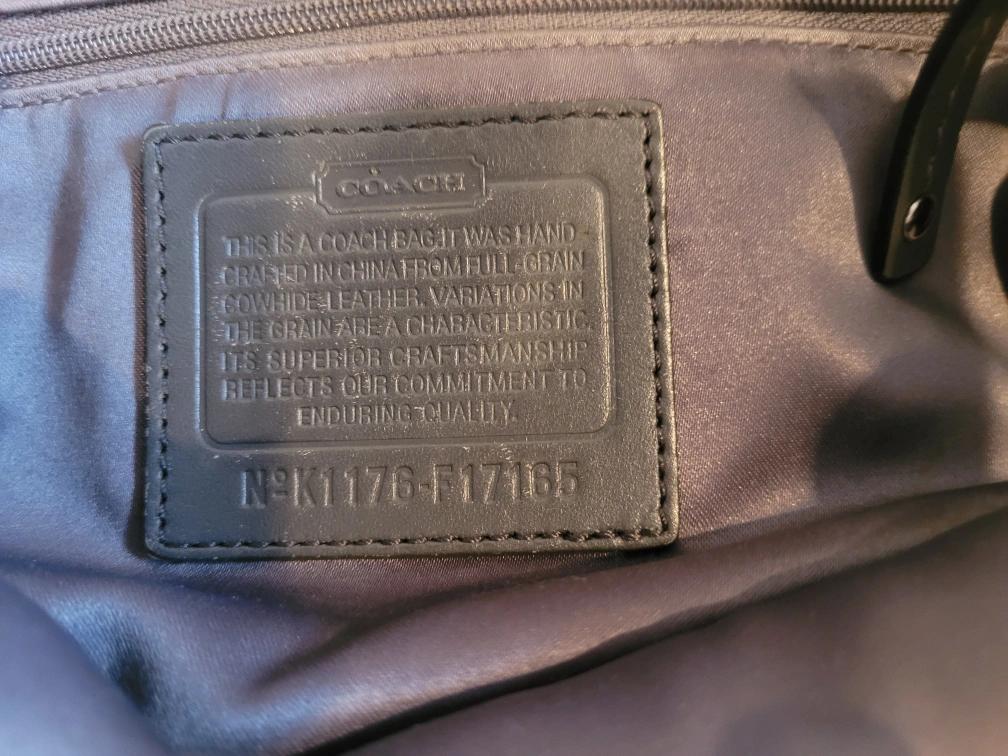 COACH
THIS IS A COACH BAG. IT WAS HAND
CRAFTED IN CHINA FROM FULL-GRAIN
COWHIDE LEATHER. VARIATIONS IN
THE GRAIN ARE A CHARACTERISTIC.
ITS SUPERIOR CRAFTSMANSHIP
REFLECTS OUR COMMITMENT TO
ENDURING QUALITY.
NºK1176-F17165